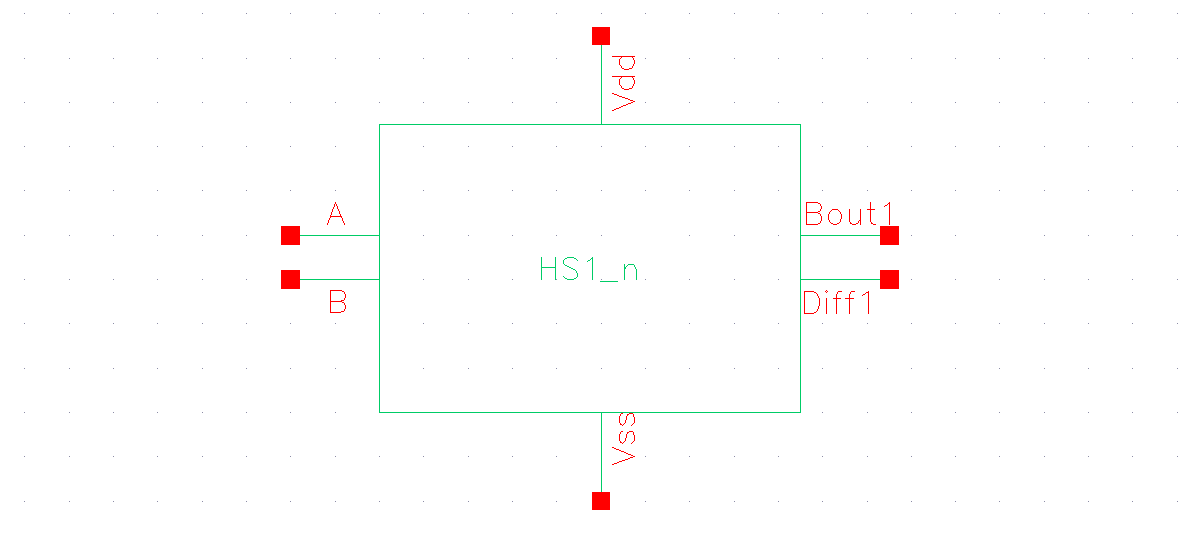 Vdd
A
Bout1
HS1_n
B
Diff1
Vss